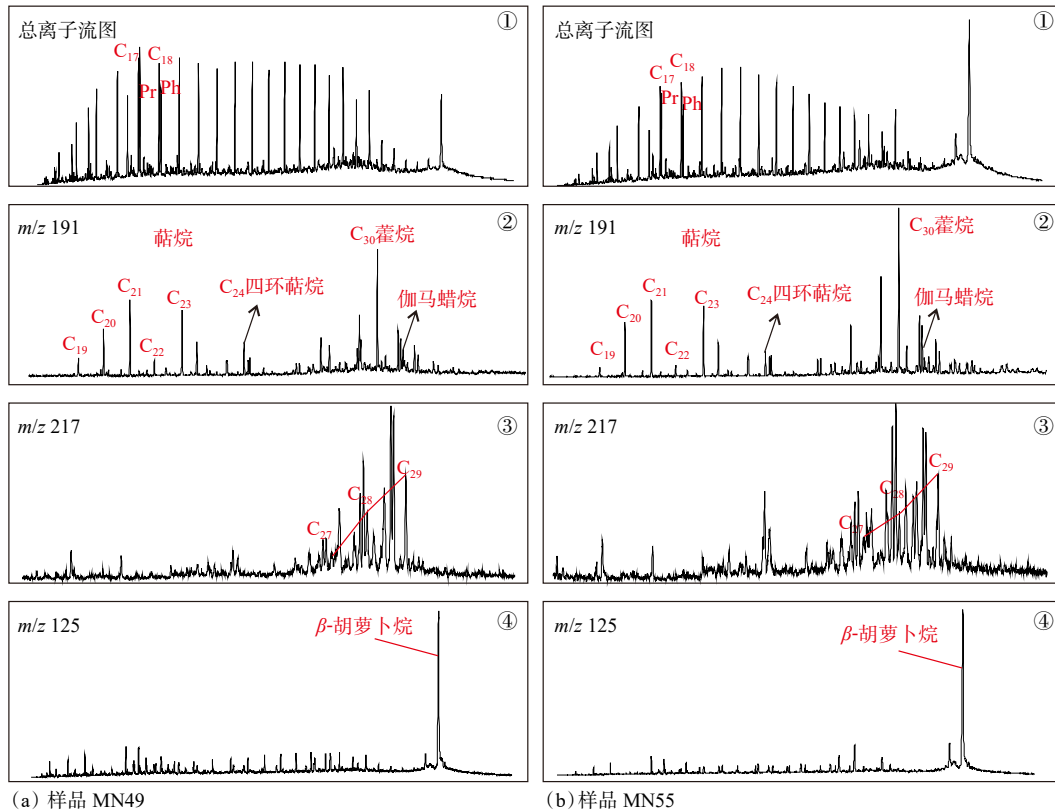 总离子流图
①
C₁₇
C₁₈
Pr
Ph
m/z 191
②
萜烷
C₃₀藿烷
C₂₄四环萜烷
伽马蜡烷
C₁₉
C₂₀
C₂₁
C₂₂
C₂₃
m/z 217
③
C₂₇
C₂₈
C₂₉
m/z 125
④
β-胡萝卜烷
(a) 样品 MN49
总离子流图
①
C₁₇
C₁₈
Pr
Ph
m/z 191
②
萜烷
C₃₀藿烷
C₂₄四环萜烷
伽马蜡烷
C₁₉
C₂₀
C₂₁
C₂₂
C₂₃
m/z 217
③
C₂₇
C₂₈
C₂₉
m/z 125
④
β-胡萝卜烷
(b)样品 MN55